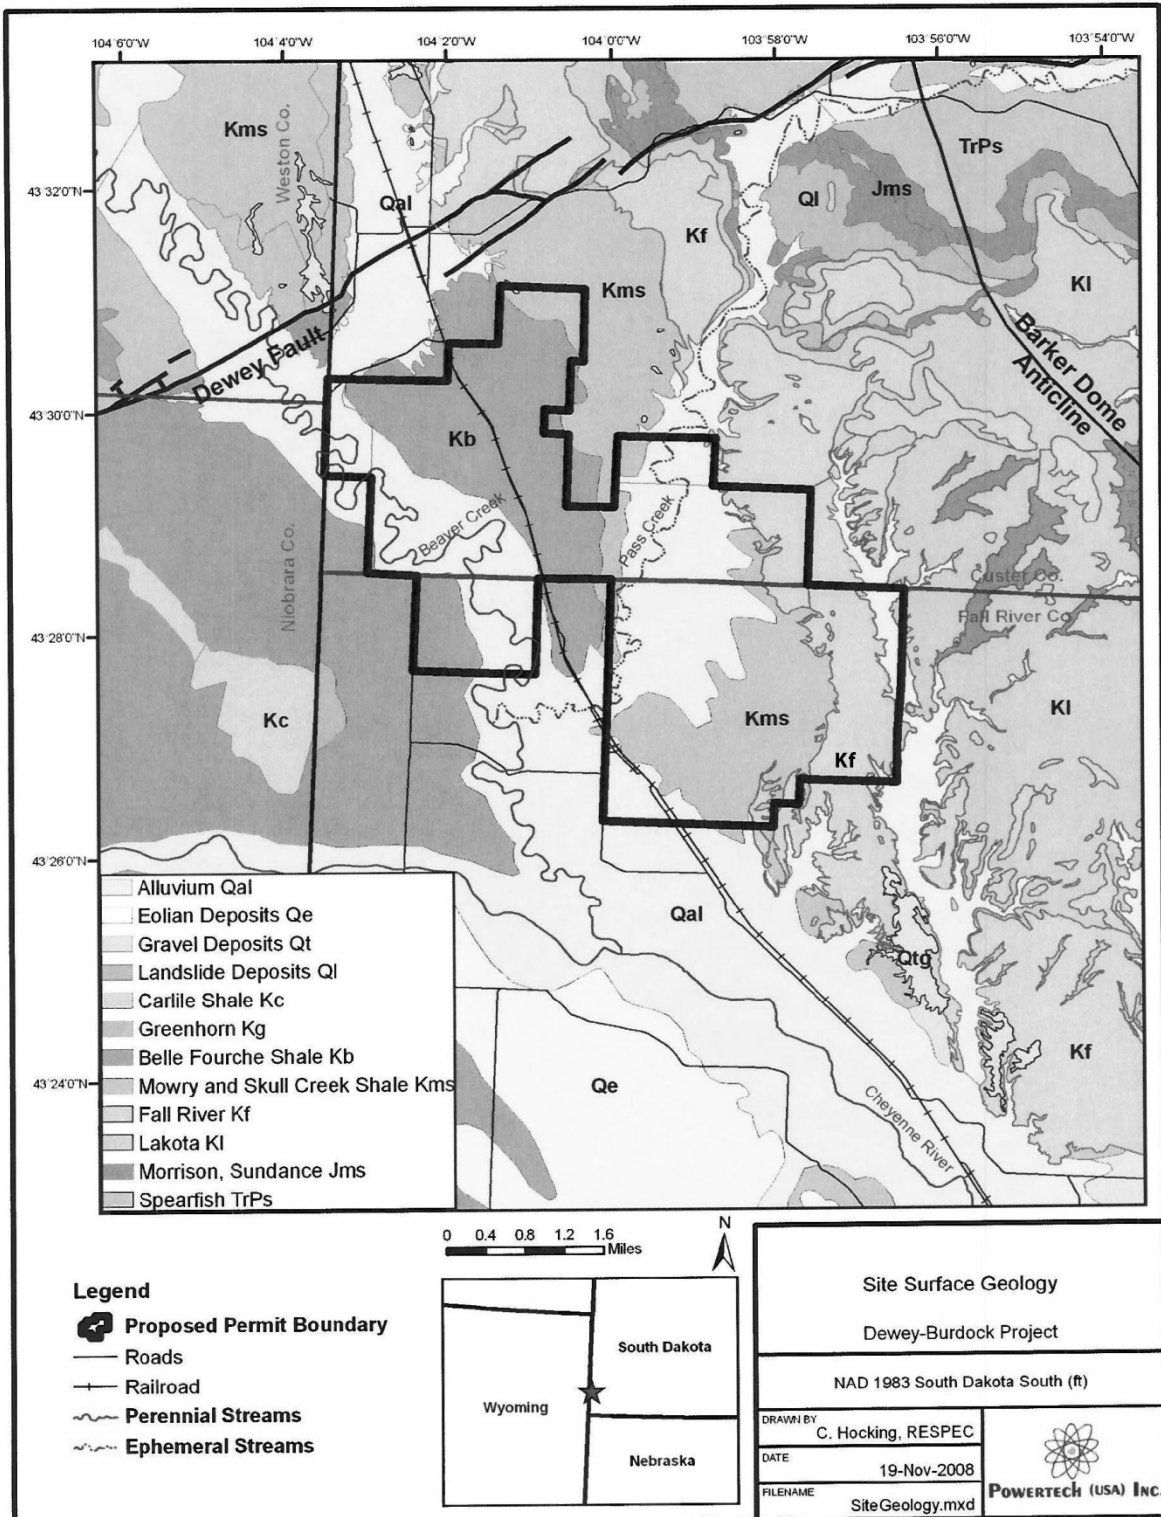 104°6'0"W 104°4'0"W 104°2'0"W 104°0'0"W 103°58'0"W 103°56'0"W 103°54'0"W
Kms
Weston Co.
TrPs
43°32'0"N
Qal
Ql
Jms
Kf
Kms
Kl
Dewey Fault
Barker Dome
Anticline
43°30'0"N
Kb
Beaver Creek
Pass Creek
Niobrara Co.
Custer Co.
Fall River Co.
43°28'0"N
Kc
Kms
Kl
Kf
43°26'0"N
Alluvium Qal
Eolian Deposits Qe
Gravel Deposits Qt
Landslide Deposits Ql
Carlile Shale Kc
Greenhorn Kg
Belle Fourche Shale Kb
Mowry and Skull Creek Shale Kms
Fall River Kf
Lakota Kl
Morrison, Sundance Jms
Spearfish TrPs
Qal
Qtg
43°24'0"N
Qe
Kf
Cheyenne River
0 0.4 0.8 1.2 1.6
Miles
N
Legend
Proposed Permit Boundary
Roads
Railroad
Perennial Streams
Ephemeral Streams
South Dakota
Wyoming
Nebraska
Site Surface Geology
Dewey-Burdock Project
NAD 1983 South Dakota South (ft)
DRAWN BY
C. Hocking, RESPEC
DATE
19-Nov-2008
FILENAME
SiteGeology.mxd
POWERTECH (USA) INC.